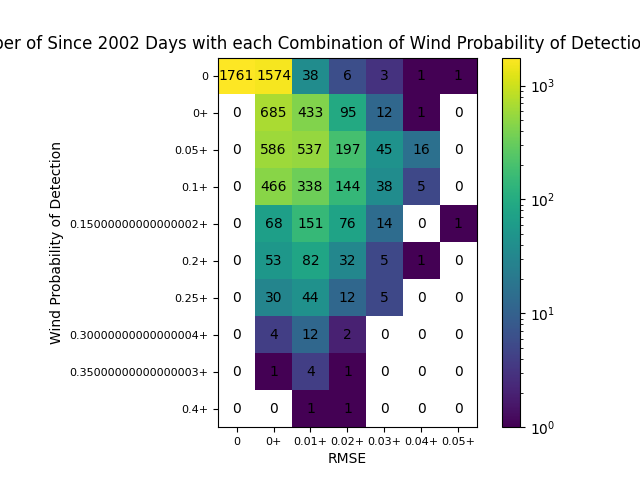 er of Since 2002 Days with each Combination of Wind Probability of Detectio
0 1761 1574 38 6 3 1 1
0+ 0 685 433 95 12 1 0
0.05+ 0 586 537 197 45 16 0
0.1+ 0 466 338 144 38 5 0
0.15000000000000002+ 0 68 151 76 14 0 1
0.2+ 0 53 82 32 5 1 0
0.25+ 0 30 44 12 5 0 0
0.30000000000000004+ 0 4 12 2 0 0 0
0.35000000000000003+ 0 1 4 1 0 0 0
0.4+ 0 0 1 1 0 0 0
0 0+ 0.01+ 0.02+ 0.03+ 0.04+ 0.05+
RMSE
Wind Probability of Detection
10³
10²
10¹
10⁰